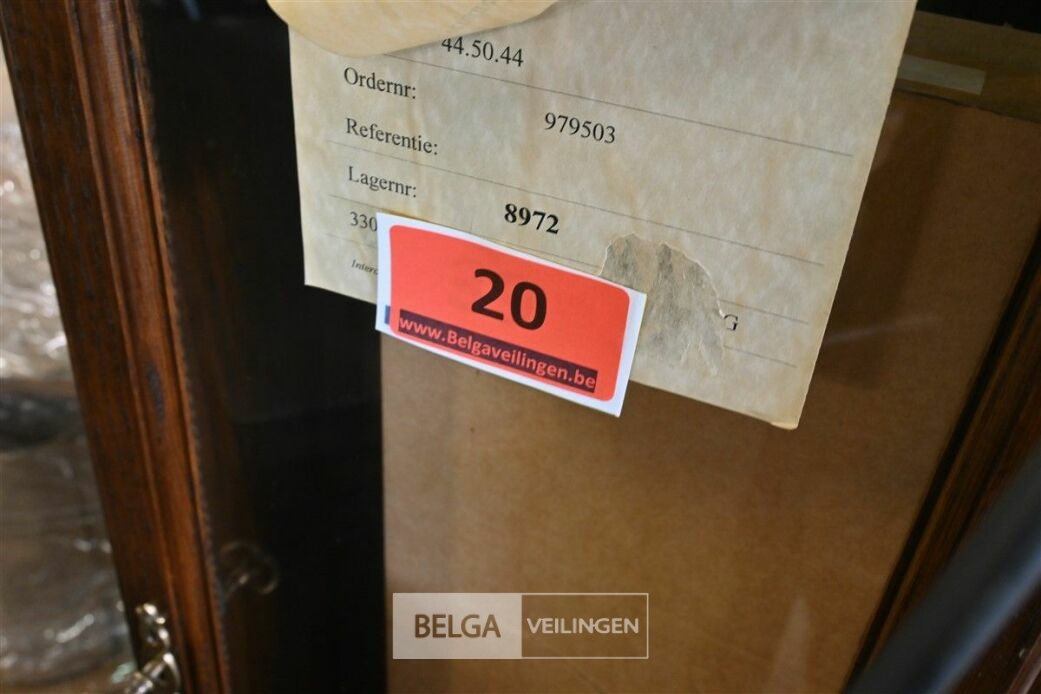 44.50.44
Ordernr:
979503
Referentie:
Lagernr:
8972
330
G
20
www.Belgaveilingen.be
BELGA VEILINGEN